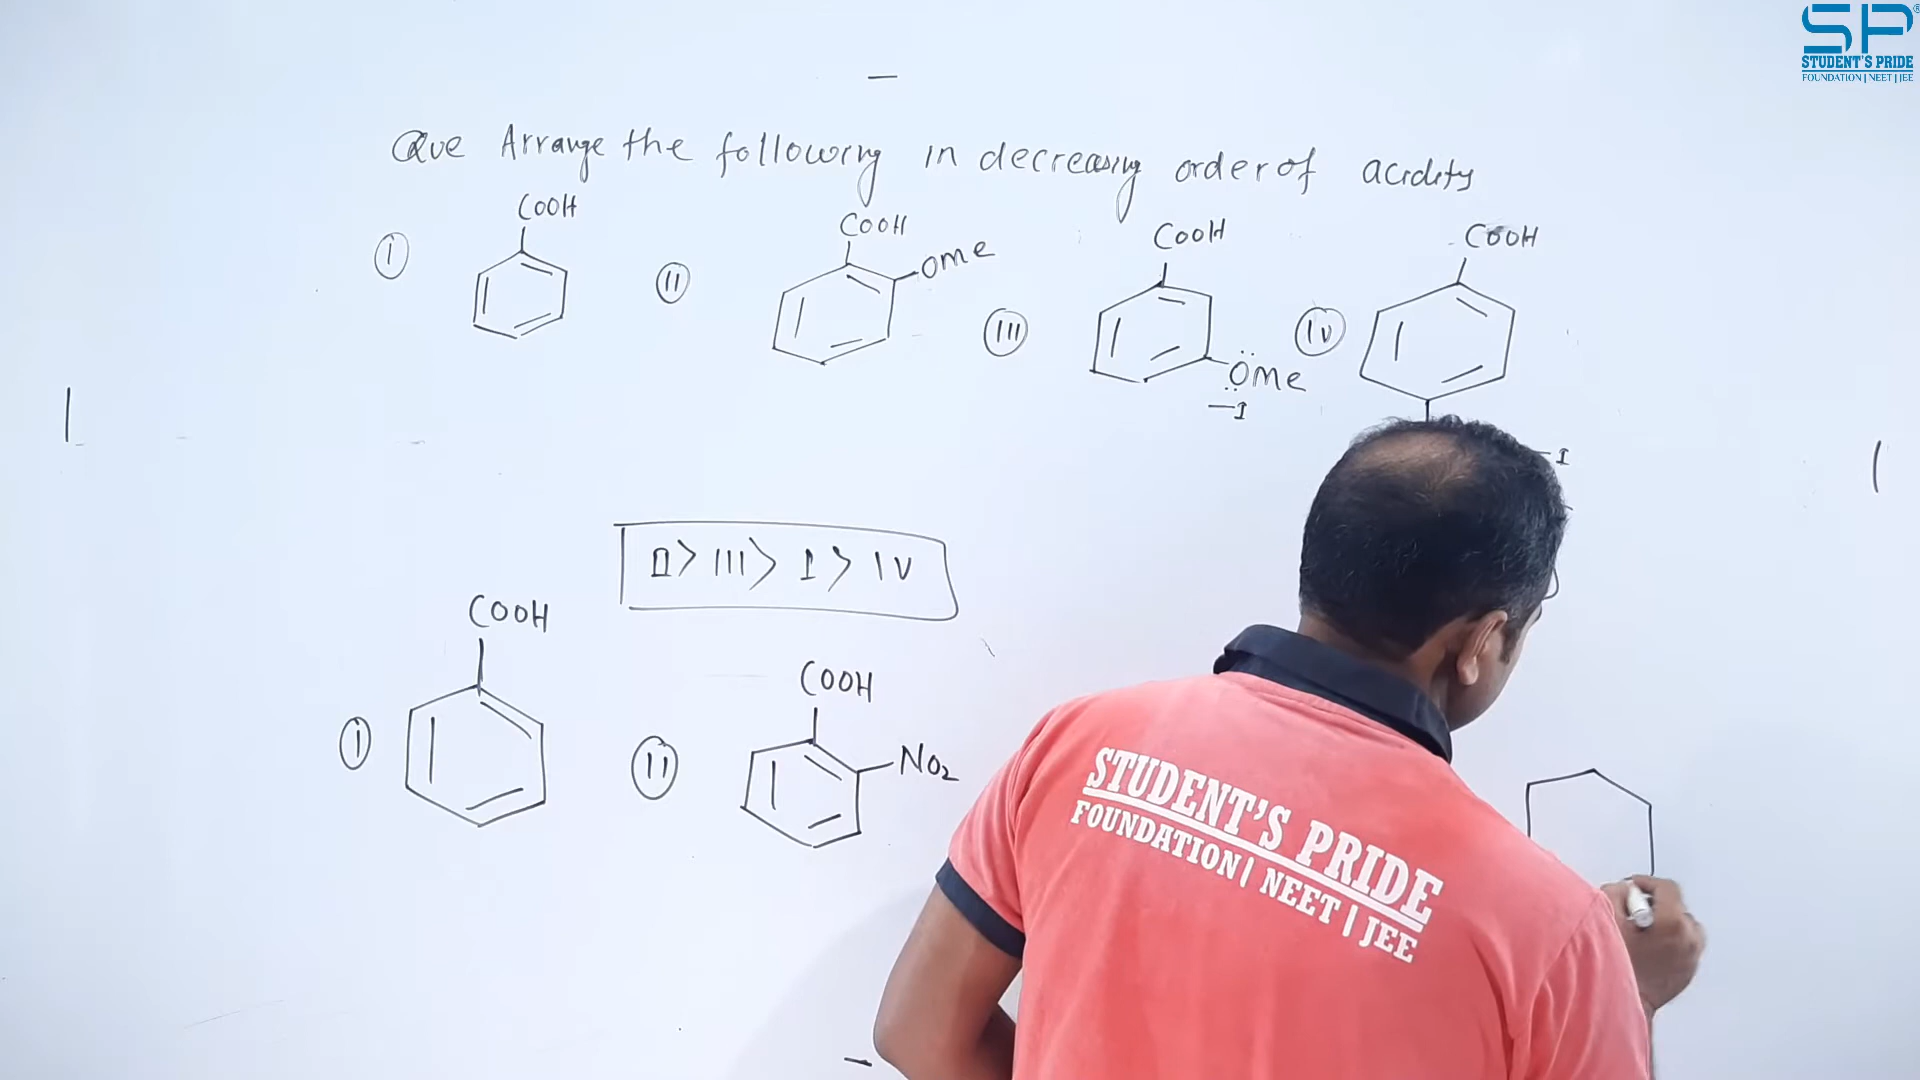 SP®
STUDENT'S PRIDE
FOUNDATION | NEET | JEE
Que Arrange the following in decreasing order of acidity
I COOH
II COOH OMe
III COOH OMe -I
IV COOH -I
II > III > I > IV
I COOH
II COOH NO2
STUDENT'S PRIDE
FOUNDATION | NEET | JEE